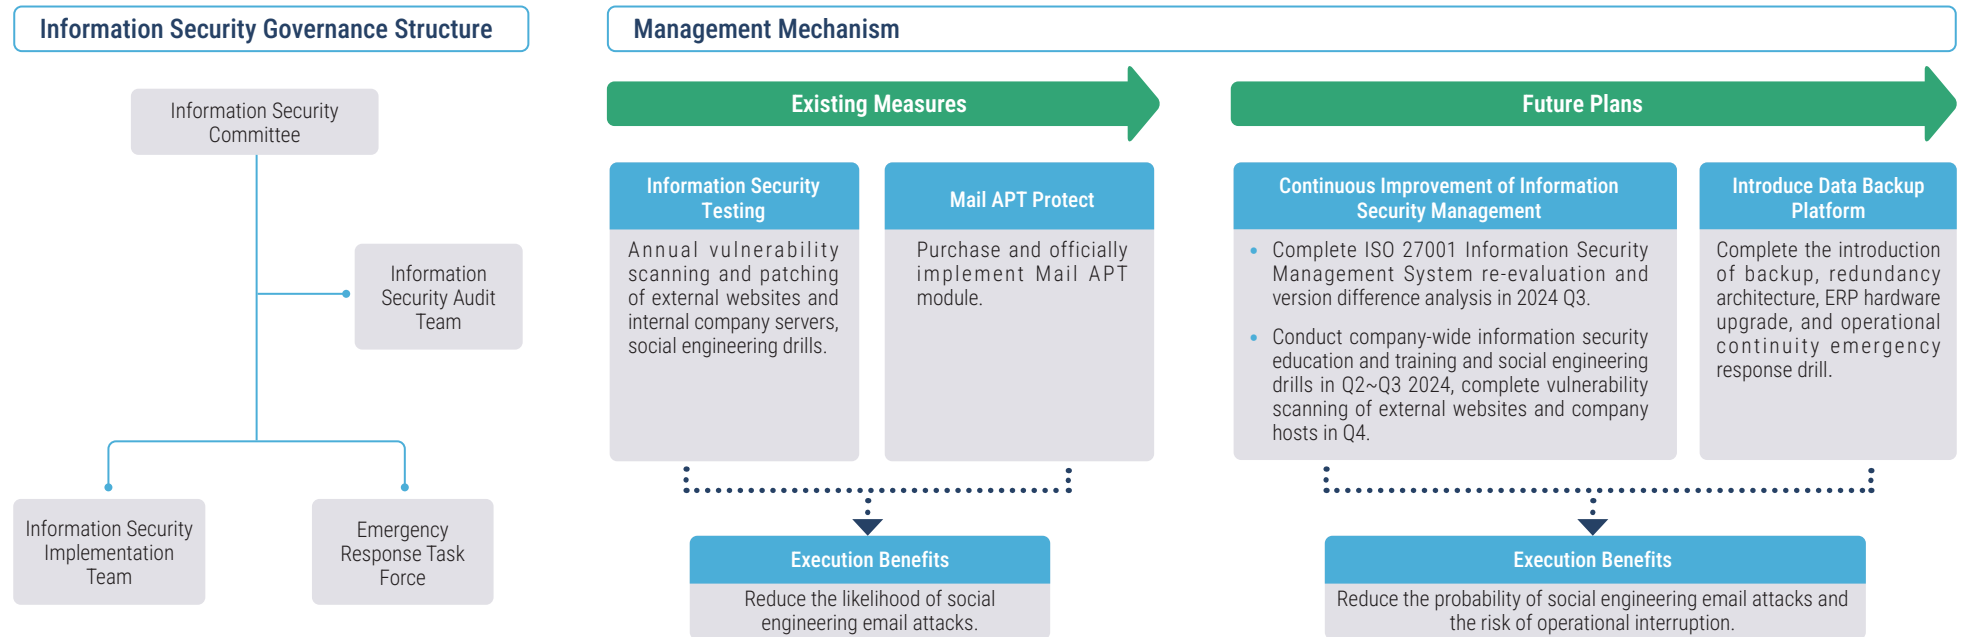 Information Security Governance Structure
Information Security
Committee
Information
Security Audit
Team
Information Security
Implementation
Team
Emergency
Response Task
Force
Management Mechanism
Existing Measures
Information Security
Testing
Annual vulnerability
scanning and patching
of external websites and
internal company servers,
social engineering drills.
Mail APT Protect
Purchase and officially
implement Mail APT
module.
Execution Benefits
Reduce the likelihood of social
engineering email attacks.
Future Plans
Continuous Improvement of Information
Security Management
• Complete ISO 27001 Information Security
Management System re-evaluation and
version difference analysis in 2024 Q3.
• Conduct company-wide information security
education and training and social engineering
drills in Q2~Q3 2024, complete vulnerability
scanning of external websites and company
hosts in Q4.
Introduce Data Backup
Platform
Complete the introduction
of backup, redundancy
architecture, ERP hardware
upgrade, and operational
continuity emergency
response drill.
Execution Benefits
Reduce the probability of social engineering email attacks and
the risk of operational interruption.